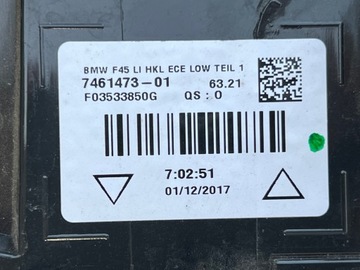 BMW F45 LI HKL ECE LOW TEIL 1
7461473-01 63.21
F03533850G QS : O
7:02:51
01/12/2017